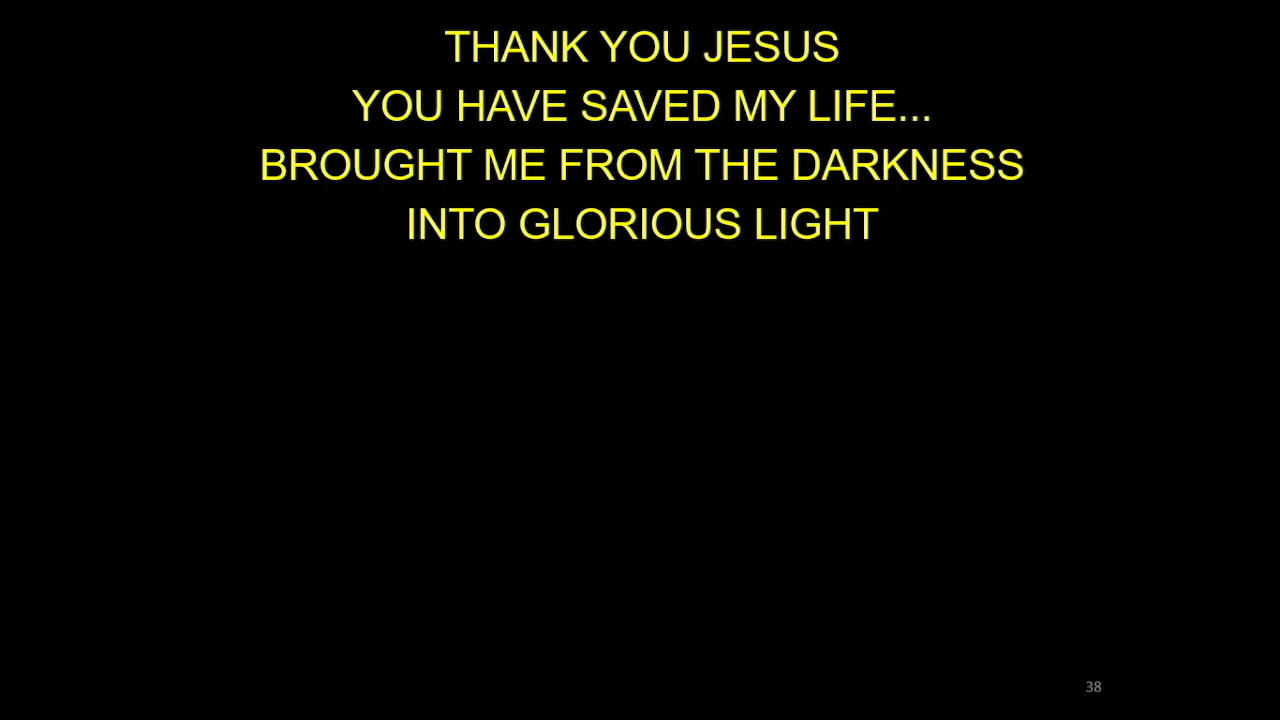 THANK YOU JESUS
YOU HAVE SAVED MY LIFE...
BROUGHT ME FROM THE DARKNESS
INTO GLORIOUS LIGHT
38